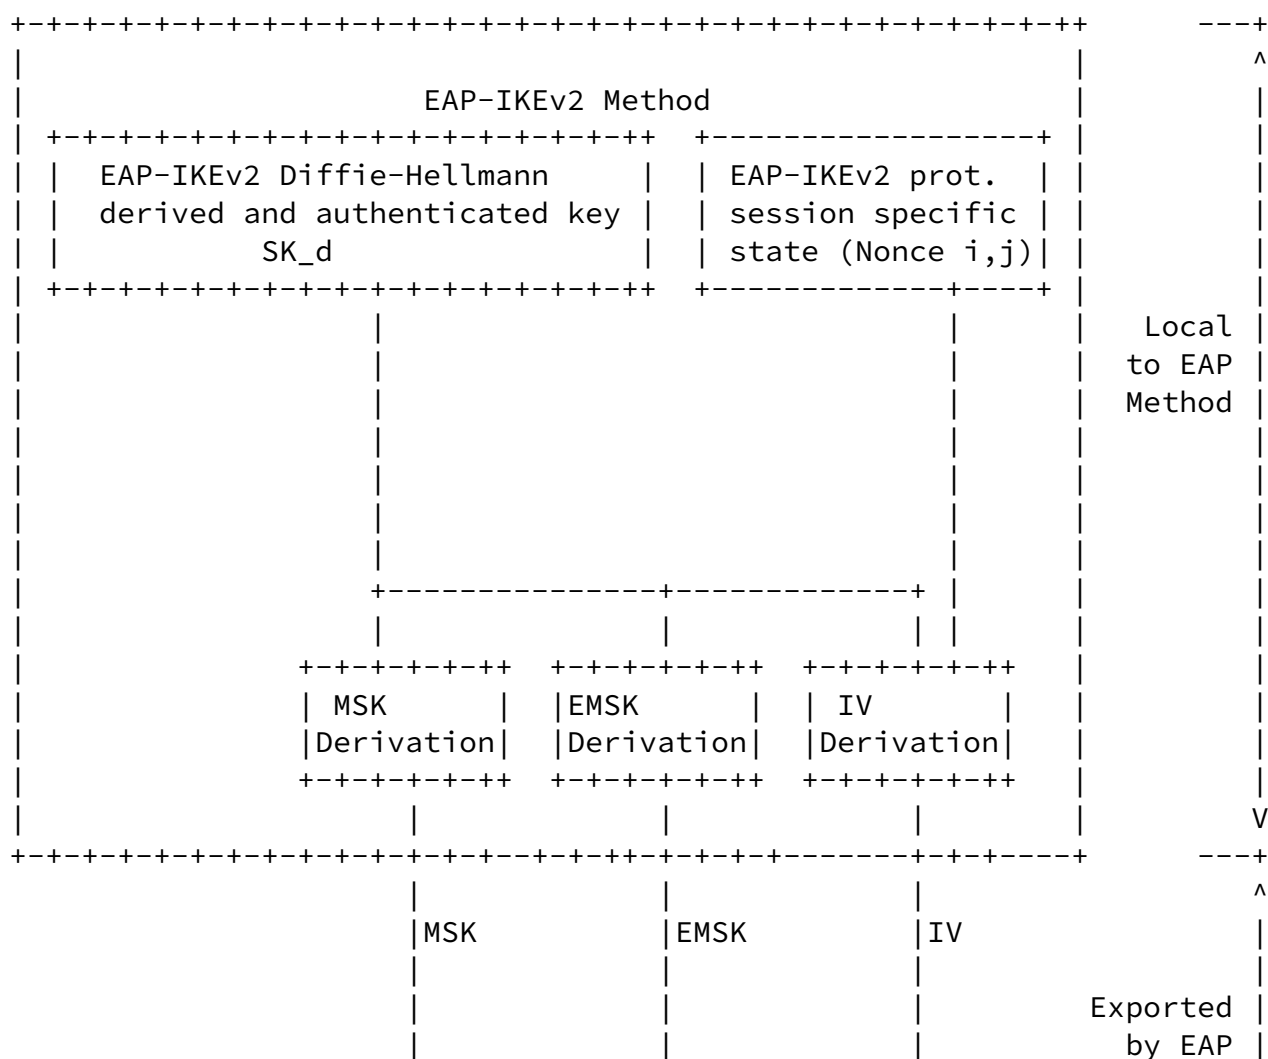 EAP-IKEv2 Method
EAP-IKEv2 Diffie-Hellmann EAP-IKEv2 prot.
derived and authenticated key session specific
SK_d state (Nonce i,j)
Local
to EAP
Method
MSK EMSK IV
Derivation Derivation Derivation
V
MSK EMSK IV
Exported
by EAP